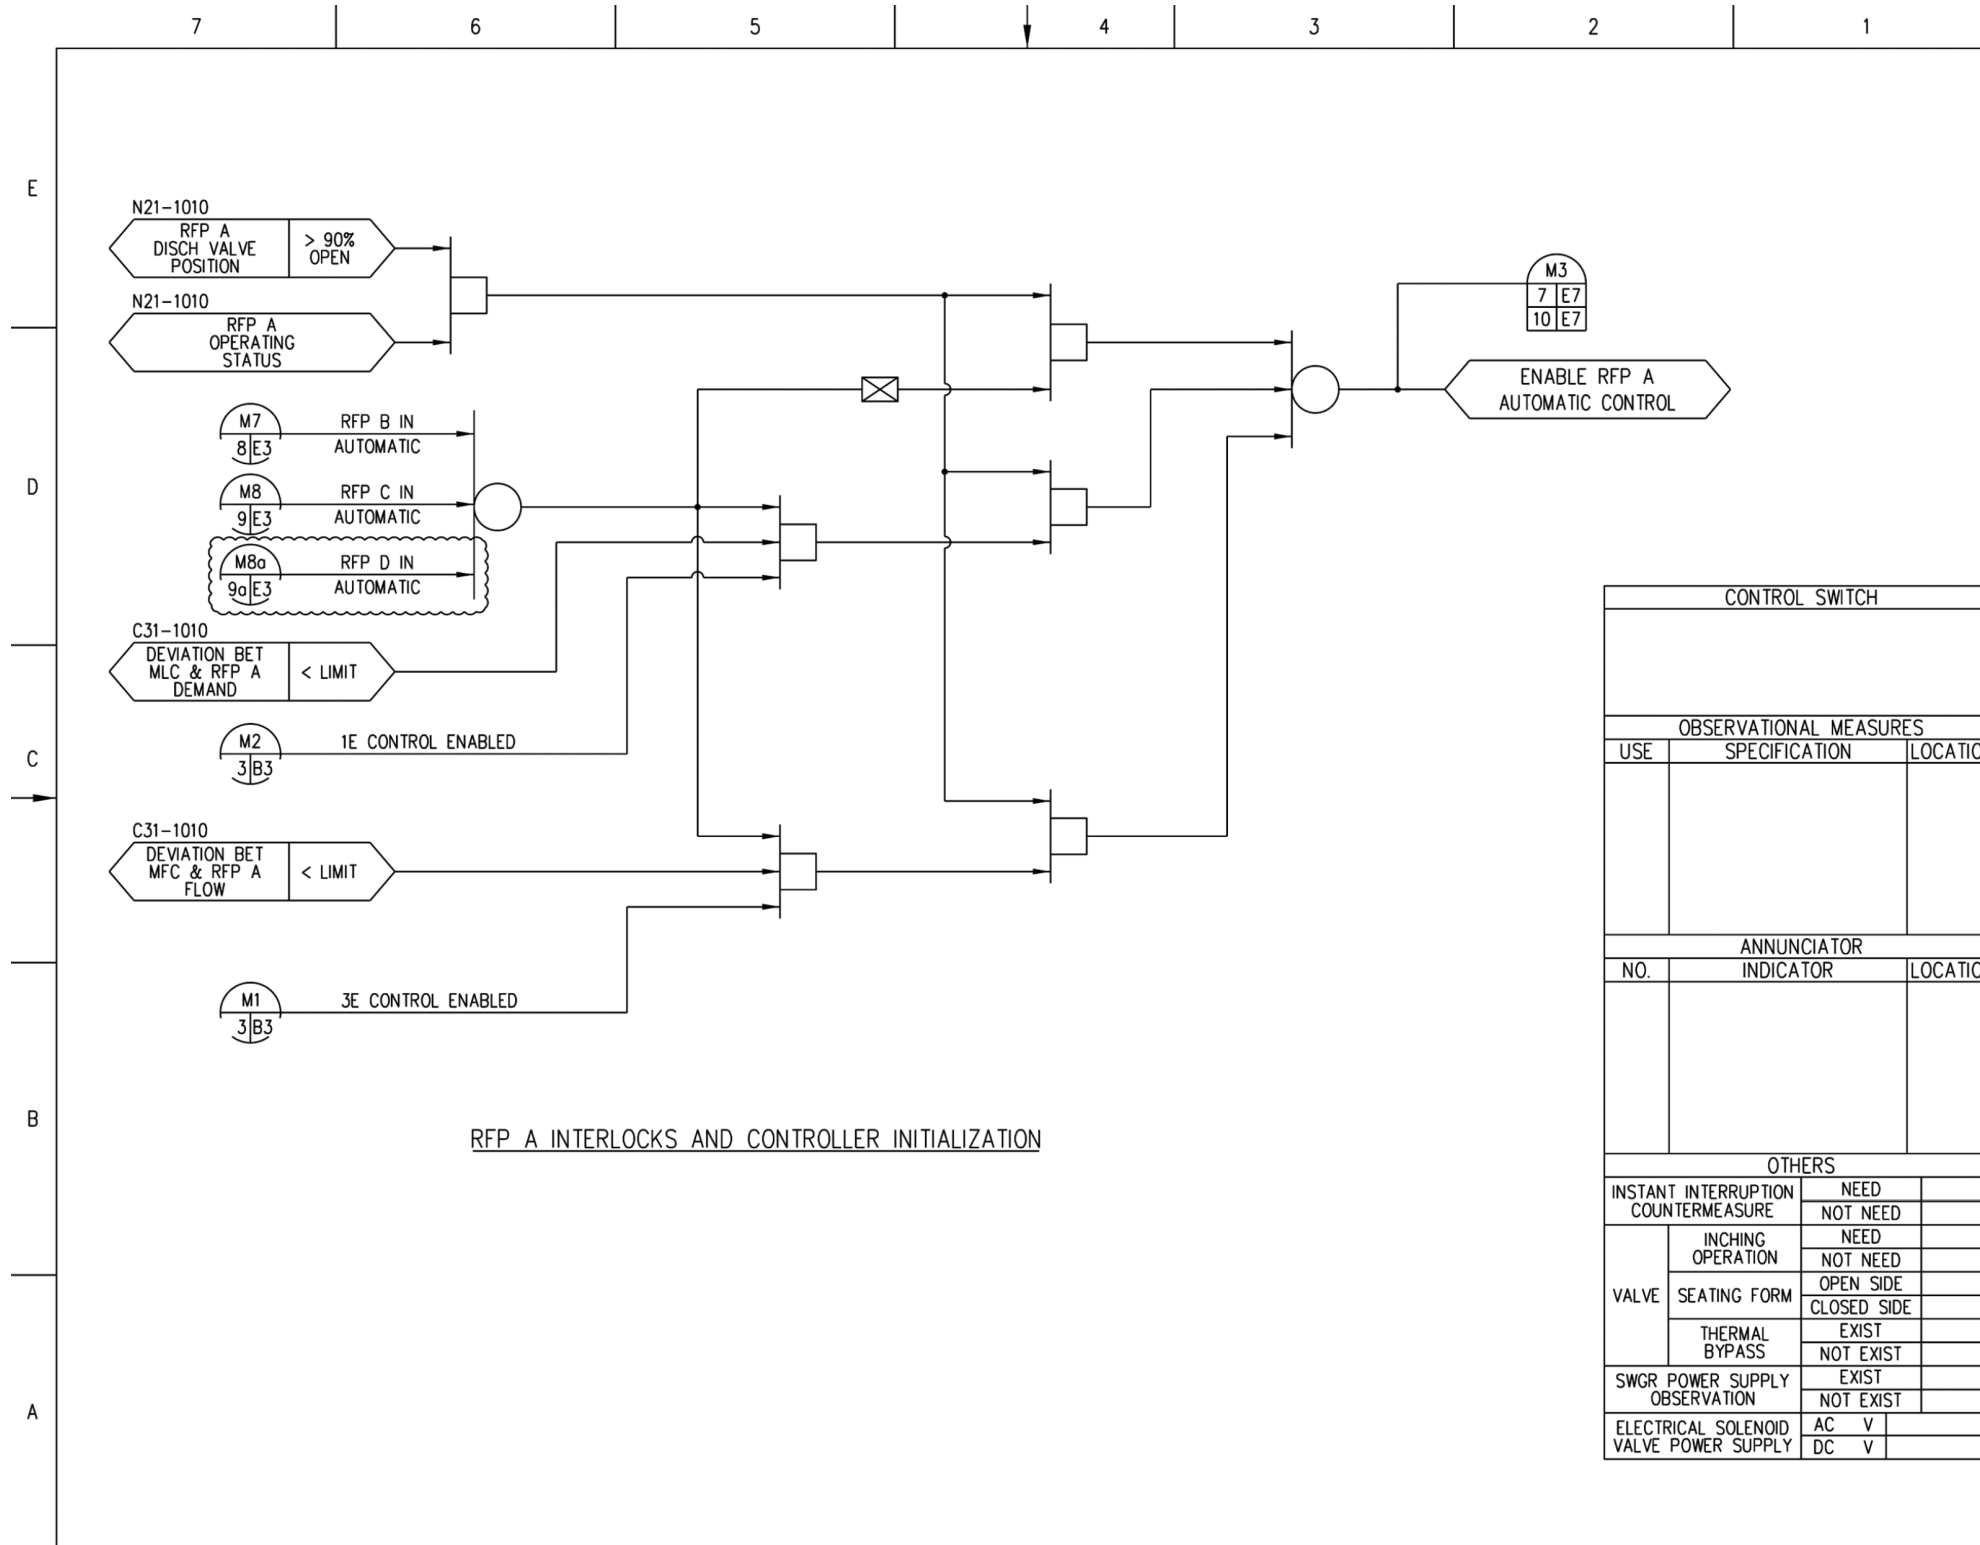 7 6 5 4 3 2 1
E
N21-1010
RFP A
DISCH VALVE
POSITION
> 90%
OPEN
N21-1010
RFP A
OPERATING
STATUS
M3
7 E7
10 E7
ENABLE RFP A
AUTOMATIC CONTROL
D
M7
8 E3
RFP B IN
AUTOMATIC
M8
9 E3
RFP C IN
AUTOMATIC
M8a
9a E3
RFP D IN
AUTOMATIC
C31-1010
DEVIATION BET
MLC & RFP A
DEMAND
< LIMIT
C
M2
3 B3
1E CONTROL ENABLED
C31-1010
DEVIATION BET
MFC & RFP A
FLOW
< LIMIT
M1
3 B3
3E CONTROL ENABLED
B
RFP A INTERLOCKS AND CONTROLLER INITIALIZATION
A
CONTROL SWITCH
OBSERVATIONAL MEASURES
USE SPECIFICATION LOCATIO
ANNUNCIATOR
NO. INDICATOR LOCATIO
OTHERS
INSTANT INTERRUPTION
COUNTERMEASURE
NEED
NOT NEED
VALVE
INCHING
OPERATION
NEED
NOT NEED
SEATING FORM
OPEN SIDE
CLOSED SIDE
THERMAL
BYPASS
EXIST
NOT EXIST
SWGR POWER SUPPLY
OBSERVATION
EXIST
NOT EXIST
ELECTRICAL SOLENOID
VALVE POWER SUPPLY
AC V
DC V